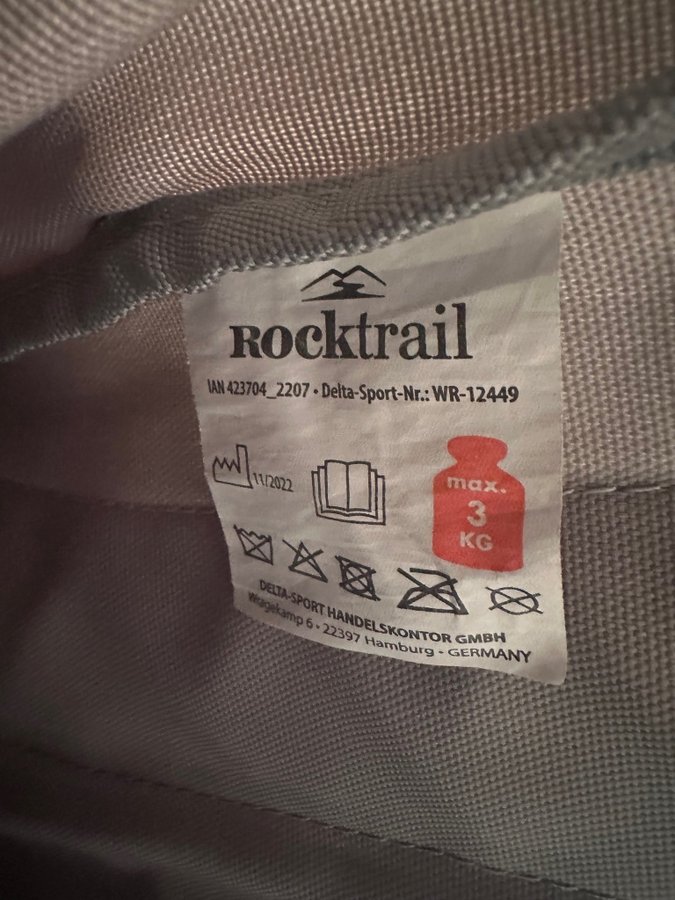 Rocktrail
IAN 423704_2207 • Delta-Sport-Nr.: WR-12449
11/2022
max.
3
KG
DELTA-SPORT HANDELSKONTOR GMBH
Wragekamp 6 • 22397 Hamburg • GERMANY